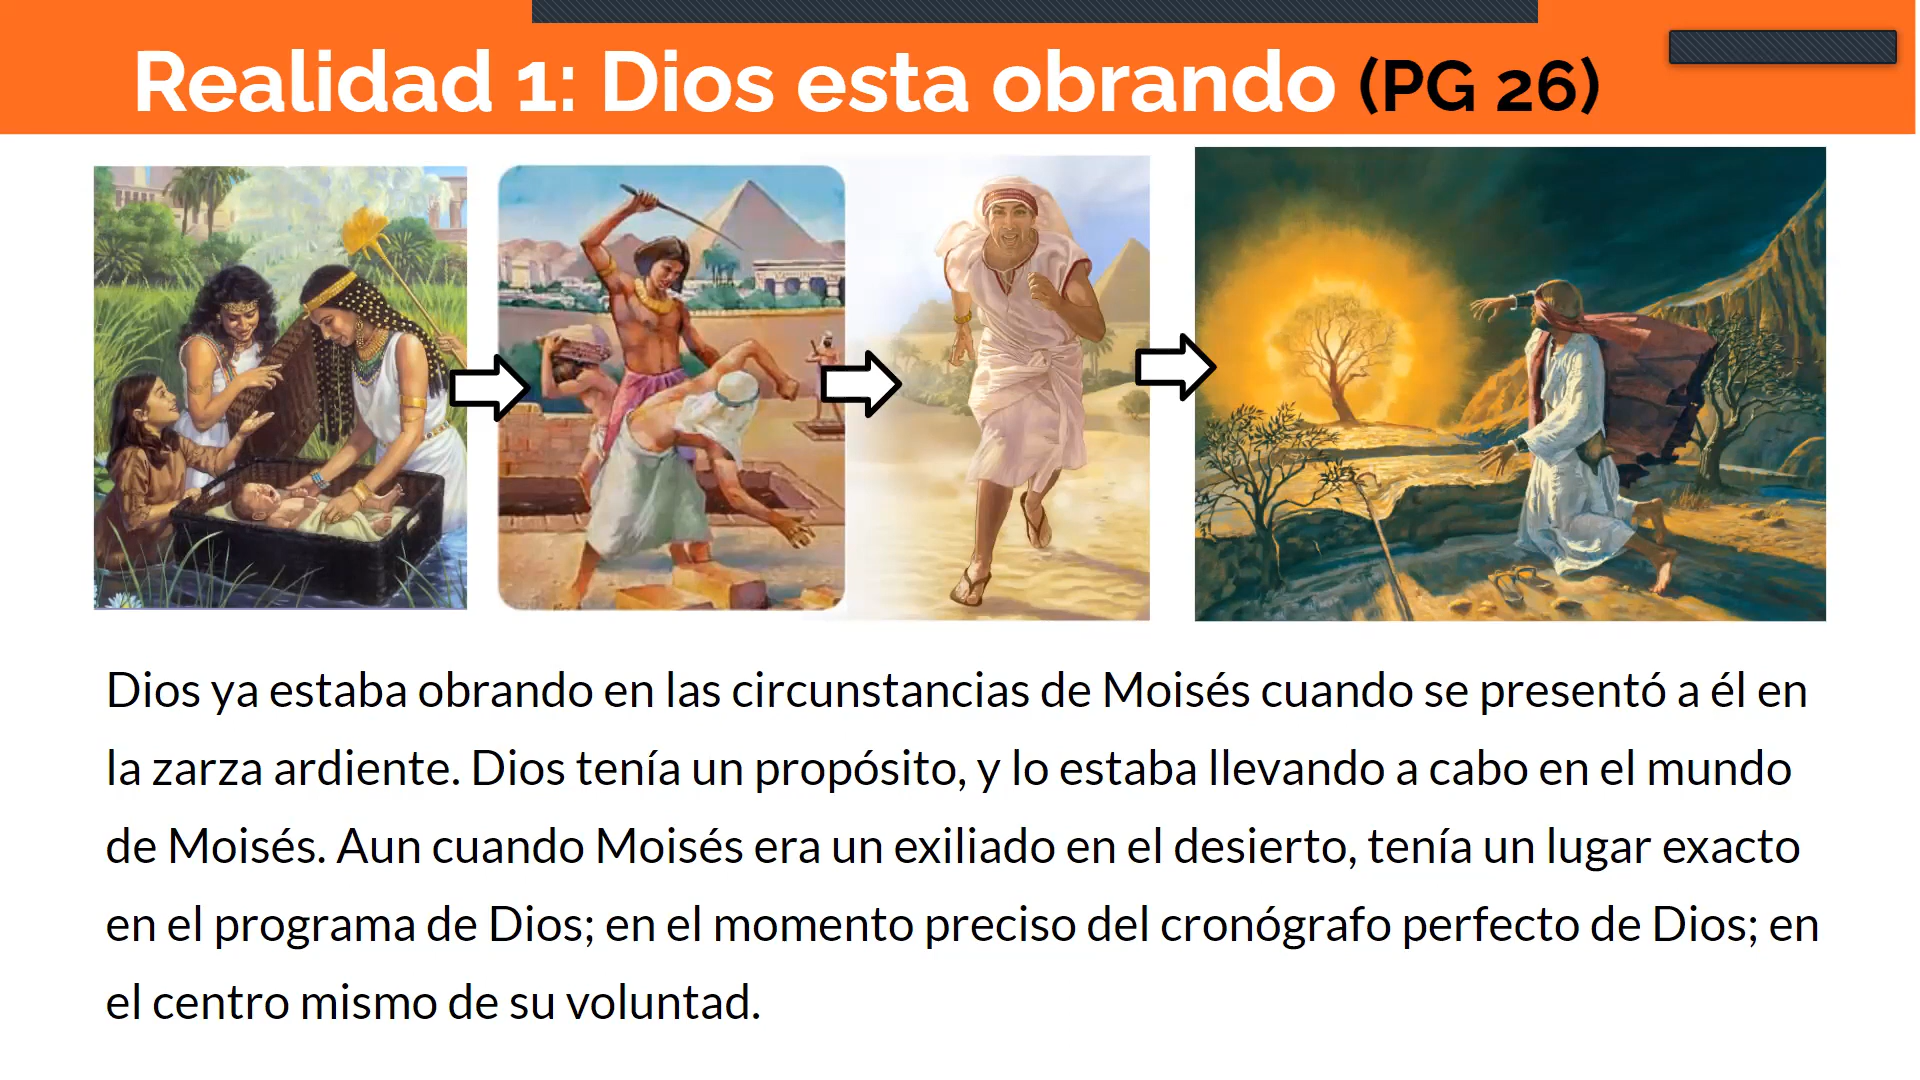 Realidad 1: Dios esta obrando (PG 26)
Dios ya estaba obrando en las circunstancias de Moisés cuando se presentó a él en
la zarza ardiente. Dios tenía un propósito, y lo estaba llevando a cabo en el mundo
de Moisés. Aun cuando Moisés era un exiliado en el desierto, tenía un lugar exacto
en el programa de Dios; en el momento preciso del cronógrafo perfecto de Dios; en
el centro mismo de su voluntad.